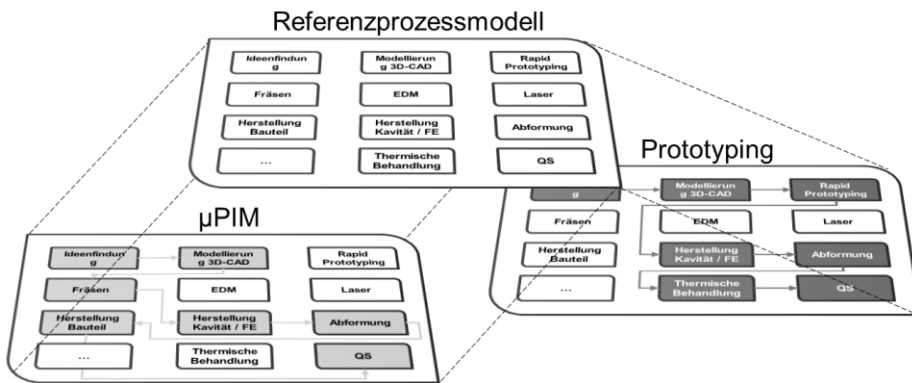 Referenzprozessmodell
Ideenfindun
g
Modellierun
g 3D-CAD
Rapid
Prototyping
Fräsen
EDM
Laser
Herstellung
Bauteil
Herstellung
Kavität / FE
Abformung
...
Thermische
Behandlung
QS
Prototyping
g
Modellierun
g 3D-CAD
Rapid
Prototyping
Fräsen
EDM
Laser
Herstellung
Bauteil
Herstellung
Kavität / FE
Abformung
...
Thermische
Behandlung
QS
µPIM
Ideenfindun
g
Modellierun
g 3D-CAD
Rapid
Prototyping
Fräsen
EDM
Laser
Herstellung
Bauteil
Herstellung
Kavität / FE
Abformung
...
Thermische
Behandlung
QS